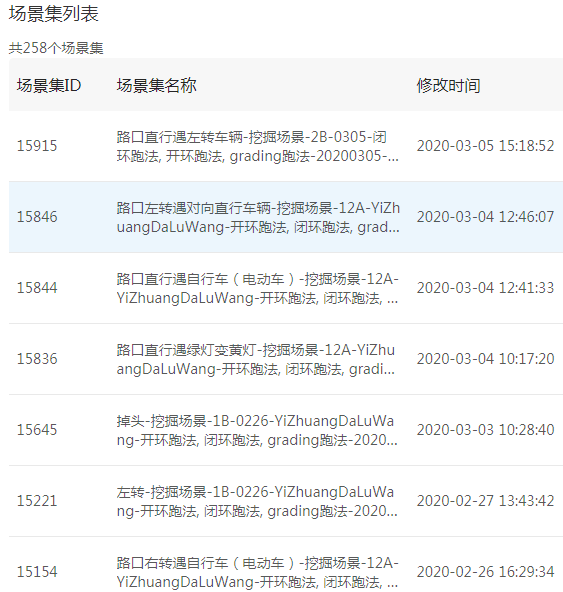 场景集列表
共258个场景集
场景集ID 场景集名称 修改时间
15915 路口直行遇左转车辆-挖掘场景-2B-0305-闭 2020-03-05 15:18:52
环跑法, 开环跑法, grading跑法-20200305-...
15846 路口左转遇对向直行车辆-挖掘场景-12A-YiZ 2020-03-04 12:46:07
huangDaLuWang-开环跑法, 闭环跑法, grad...
15844 路口直行遇自行车（电动车）-挖掘场景-12A- 2020-03-04 12:41:33
YiZhuangDaLuWang-开环跑法, 闭环跑法, ...
15836 路口直行遇绿灯变黄灯-挖掘场景-12A-YiZhu 2020-03-04 10:17:20
angDaLuWang-开环跑法, 闭环跑法, gradi...
15645 掉头-挖掘场景-1B-0226-YiZhuangDaLuWa 2020-03-03 10:28:40
ng-开环跑法, 闭环跑法, grading跑法-2020...
15221 左转-挖掘场景-1B-0226-YiZhuangDaLuWa 2020-02-27 13:43:42
ng-开环跑法, 闭环跑法, grading跑法-2020...
15154 路口右转遇自行车（电动车）-挖掘场景-12A- 2020-02-26 16:29:34
YiZhuangDaLuWang-开环跑法, 闭环跑法, ...